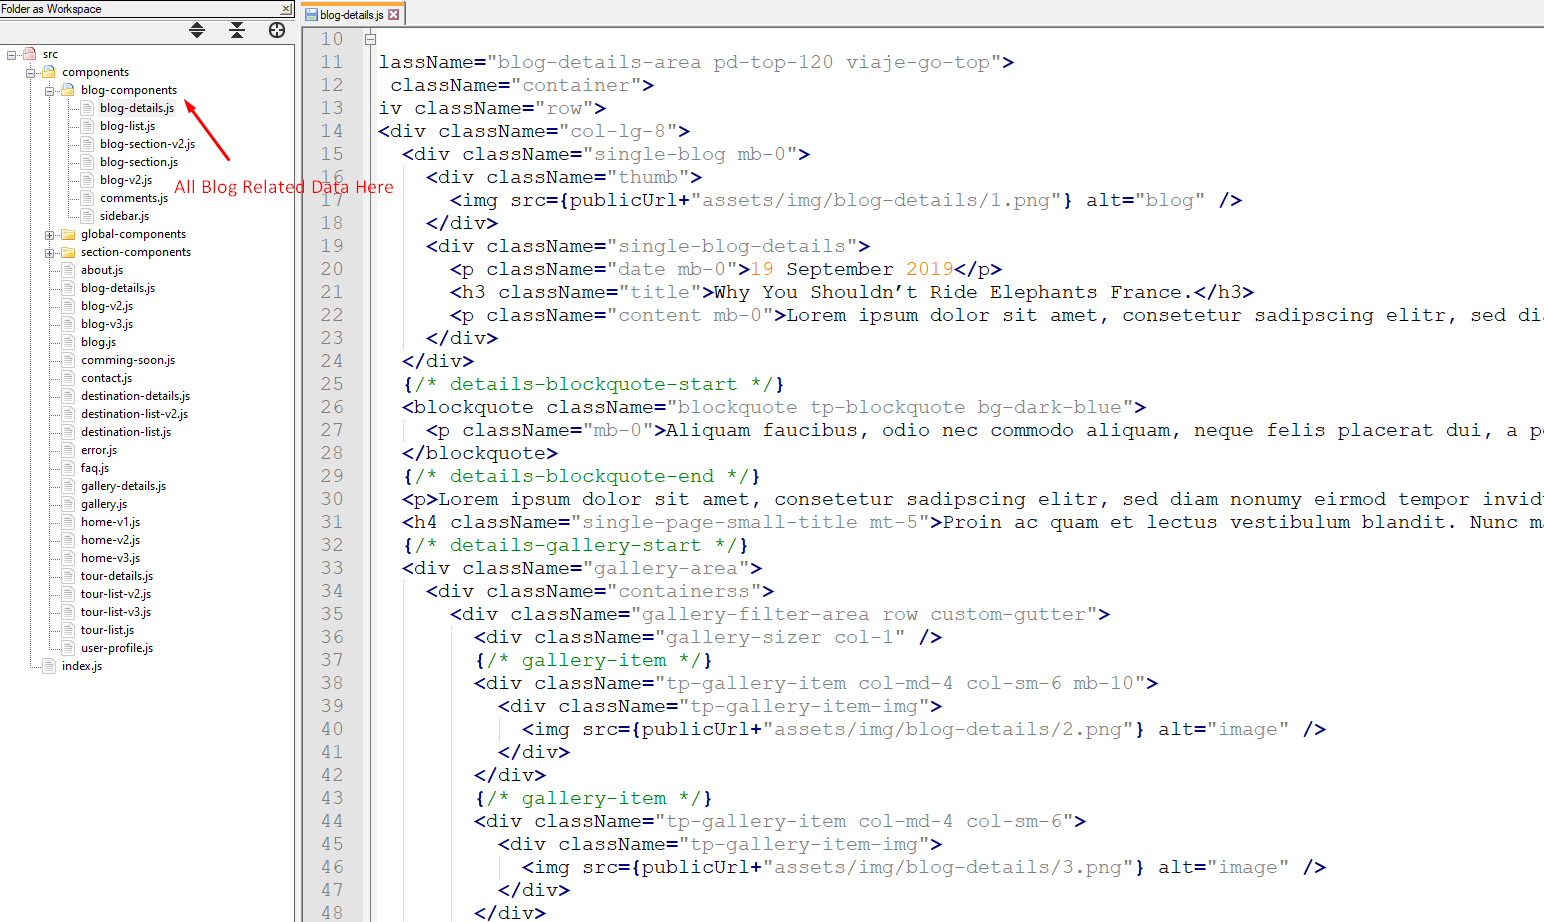 Folder as Workspace
src
components
blog-components
blog-details.js
blog-list.js
blog-section-v2.js
blog-section.js
blog-v2.js
comments.js
sidebar.js
global-components
section-components
about.js
blog-details.js
blog-v2.js
blog-v3.js
blog.js
comming-soon.js
contact.js
destination-details.js
destination-list-v2.js
destination-list.js
error.js
faq.js
gallery-details.js
gallery.js
home-v1.js
home-v2.js
home-v3.js
tour-details.js
tour-list-v2.js
tour-list-v3.js
tour-list.js
user-profile.js
index.js
All Blog Related Data Here
blog-details.js
10
11 lassName="blog-details-area pd-top-120 viaje-go-top">
12 className="container">
13 iv className="row">
14 <div className="col-lg-8">
15 <div className="single-blog mb-0">
16 <div className="thumb">
17 <img src={publicUrl+"assets/img/blog-details/1.png"} alt="blog" />
18 </div>
19 <div className="single-blog-details">
20 <p className="date mb-0">19 September 2019</p>
21 <h3 className="title">Why You Shouldn’t Ride Elephants France.</h3>
22 <p className="content mb-0">Lorem ipsum dolor sit amet, consetetur sadipscing elitr, sed di
23 </div>
24 </div>
25 {/* details-blockquote-start */}
26 <blockquote className="blockquote tp-blockquote bg-dark-blue">
27 <p className="mb-0">Aliquam faucibus, odio nec commodo aliquam, neque felis placerat dui, a p
28 </blockquote>
29 {/* details-blockquote-end */}
30 <p>Lorem ipsum dolor sit amet, consetetur sadipscing elitr, sed diam nonumy eirmod tempor invid
31 <h4 className="single-page-small-title mt-5">Proin ac quam et lectus vestibulum blandit. Nunc m
32 {/* details-gallery-start */}
33 <div className="gallery-area">
34 <div className="containerss">
35 <div className="gallery-filter-area row custom-gutter">
36 <div className="gallery-sizer col-1" />
37 {/* gallery-item */}
38 <div className="tp-gallery-item col-md-4 col-sm-6 mb-10">
39 <div className="tp-gallery-item-img">
40 <img src={publicUrl+"assets/img/blog-details/2.png"} alt="image" />
41 </div>
42 </div>
43 {/* gallery-item */}
44 <div className="tp-gallery-item col-md-4 col-sm-6">
45 <div className="tp-gallery-item-img">
46 <img src={publicUrl+"assets/img/blog-details/3.png"} alt="image" />
47 </div>
48 </div>